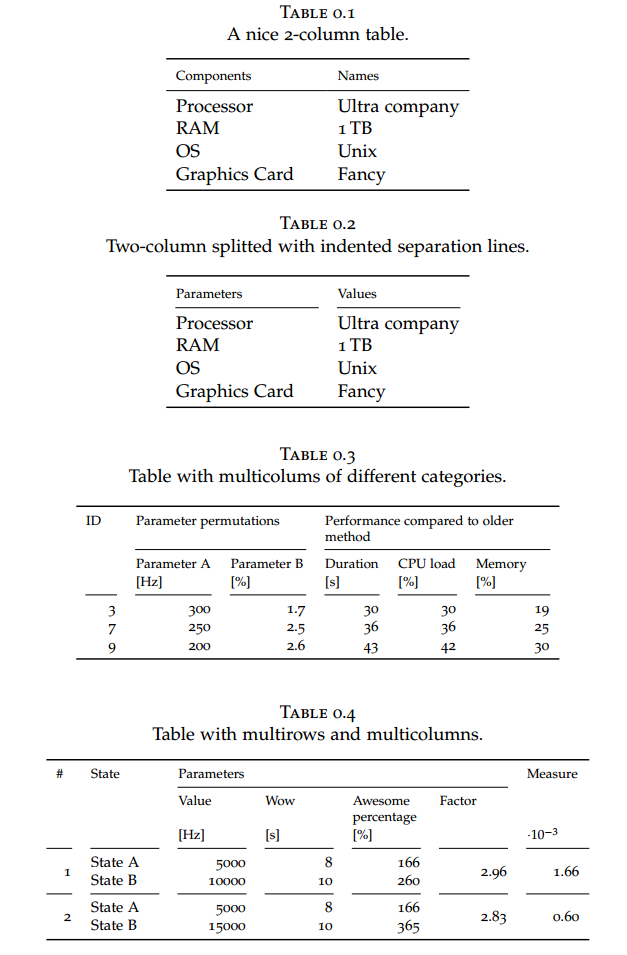 TABLE 0.1
A nice 2-column table.
Components Names
Processor Ultra company
RAM 1 TB
OS Unix
Graphics Card Fancy
TABLE 0.2
Two-column splitted with indented separation lines.
Parameters Values
Processor Ultra company
RAM 1 TB
OS Unix
Graphics Card Fancy
TABLE 0.3
Table with multicolums of different categories.
ID Parameter permutations Performance compared to older
method
Parameter A Parameter B Duration CPU load Memory
[Hz] [%] [s] [%] [%]
3 300 1.7 30 30 19
7 250 2.5 36 36 25
9 200 2.6 43 42 30
TABLE 0.4
Table with multirows and multicolumns.
# State Parameters Measure
Value Wow Awesome Factor
percentage
[Hz] [s] [%] ·10⁻³
State A 5000 8 166
1 2.96 1.66
State B 10000 10 260
State A 5000 8 166
2 2.83 0.60
State B 15000 10 365